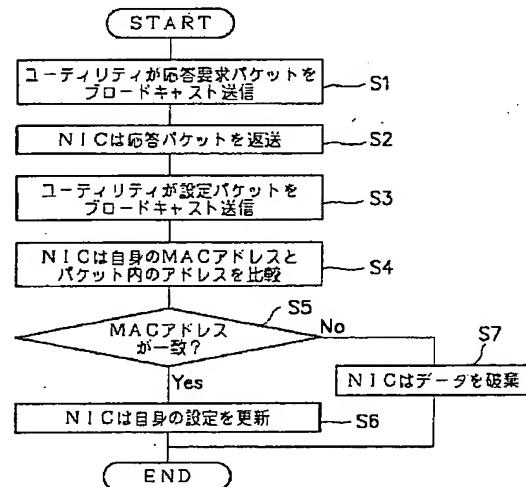 START
ユーティリティが応答要求パケットを
ブロードキャスト送信
S1
NICは応答パケットを返送
S2
ユーティリティが設定パケットを
ブロードキャスト送信
S3
NICは自身のMACアドレスと
パケット内のアドレスを比較
S4
S5
MACアドレス
が一致?
No
S7
NICはデータを破棄
Yes
NICは自身の設定を更新
S6
END